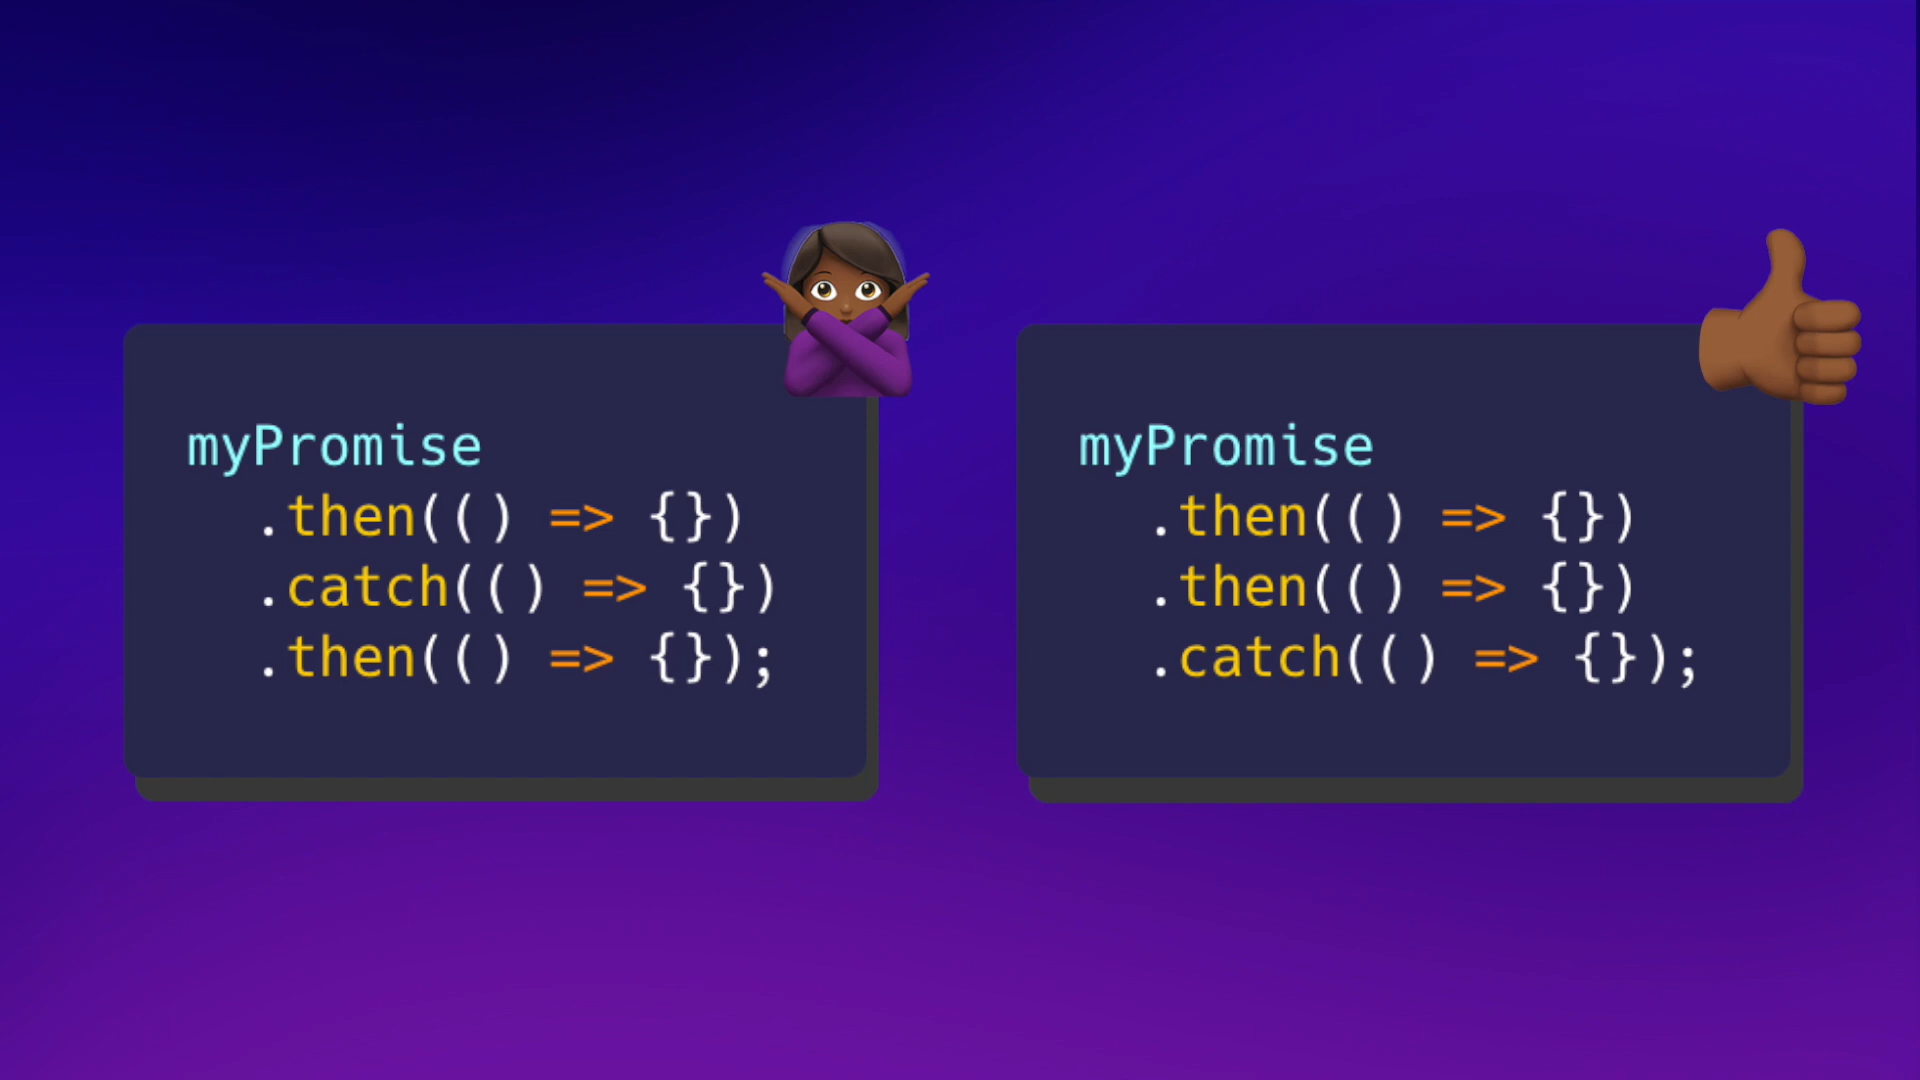 myPromise
.then(() => {})
.catch(() => {})
.then(() => {});
myPromise
.then(() => {})
.then(() => {})
.catch(() => {});